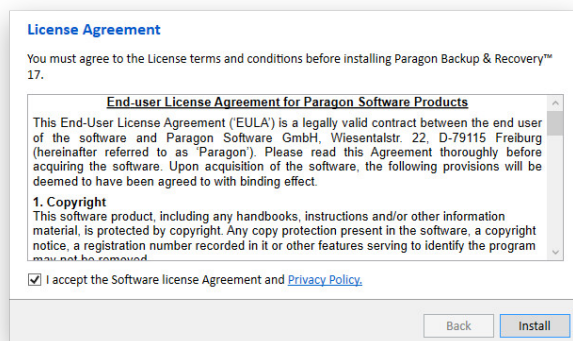 License Agreement
You must agree to the License terms and conditions before installing Paragon Backup & Recovery™
17.
End-user License Agreement for Paragon Software Products
This End-User License Agreement ('EULA') is a legally valid contract between the end user
of the software and Paragon Software GmbH, Wiesentalstr. 22, D-79115 Freiburg
(hereinafter referred to as 'Paragon'). Please read this Agreement thoroughly before
acquiring the software. Upon acquisition of the software, the following provisions will be
deemed to have been agreed to with binding effect.
1. Copyright
This software product, including any handbooks, instructions and/or other information
material, is protected by copyright. Any copy protection present in the software, a copyright
notice, a registration number recorded in it or other features serving to identify the program
may not be removed
I accept the Software license Agreement and Privacy Policy.
Back
Install